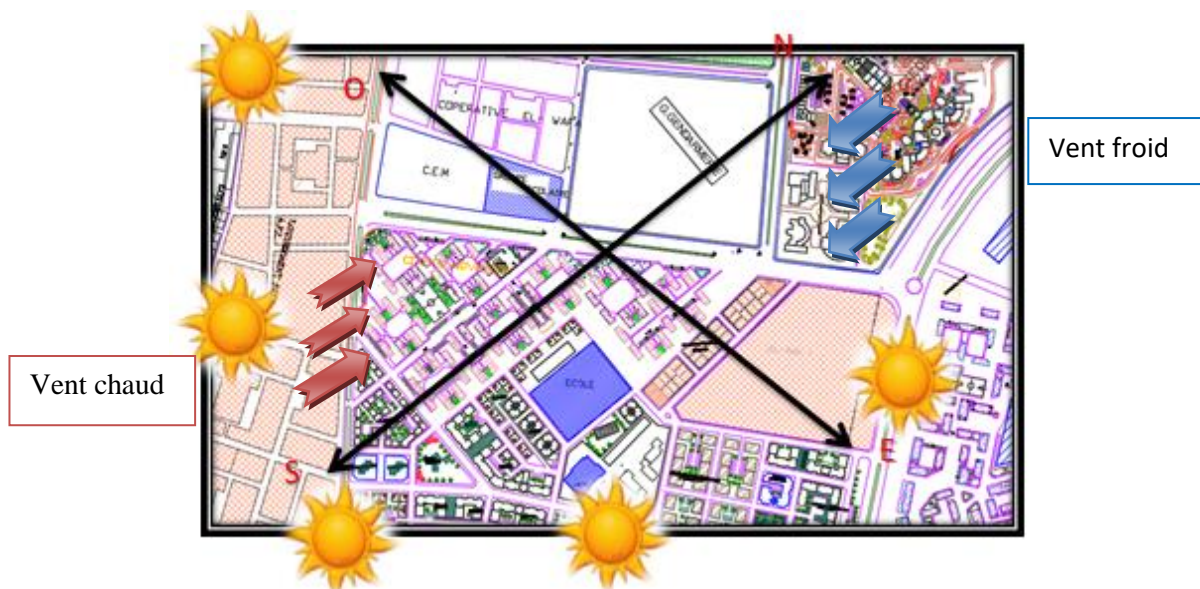 N
O
COPERATIVE EL WAFA
G.GENDARMERIE
Vent froid
C.E.M
Vent chaud
ECOLE
E
S